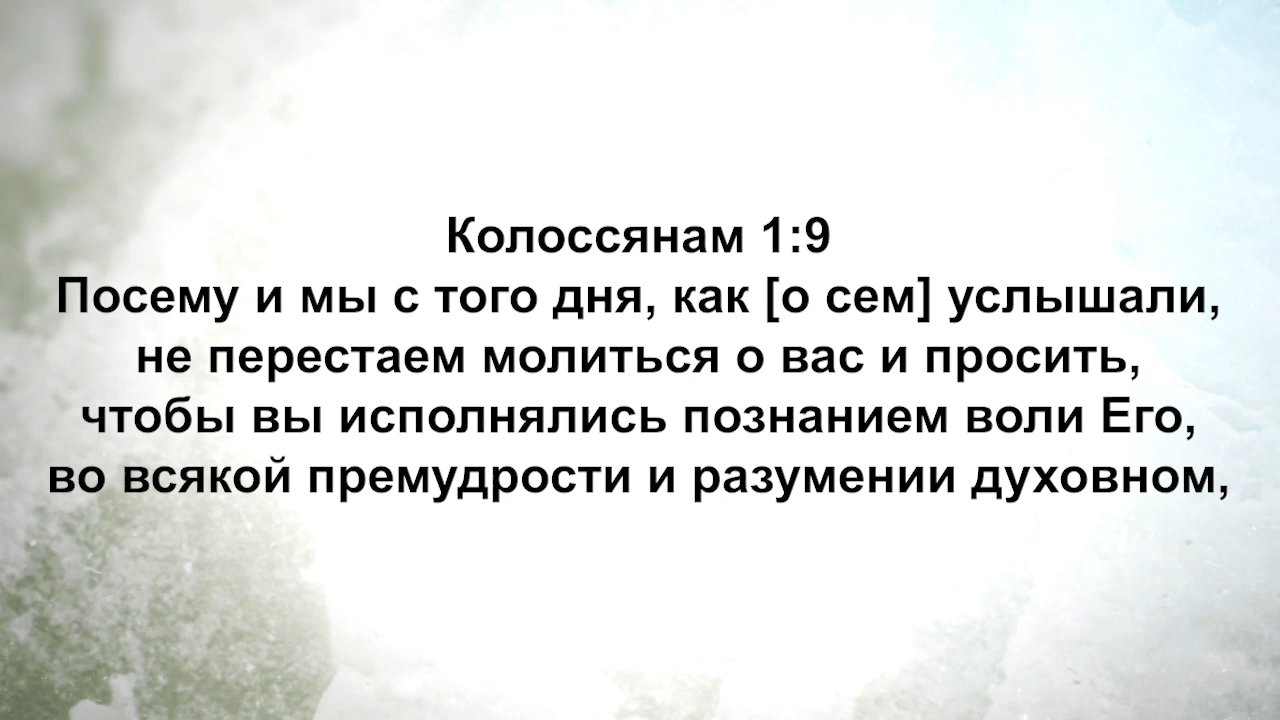 Колоссянам 1:9
Посему и мы с того дня, как [о сем] услышали,
не перестаем молиться о вас и просить,
чтобы вы исполнялись познанием воли Его,
во всякой премудрости и разумении духовном,